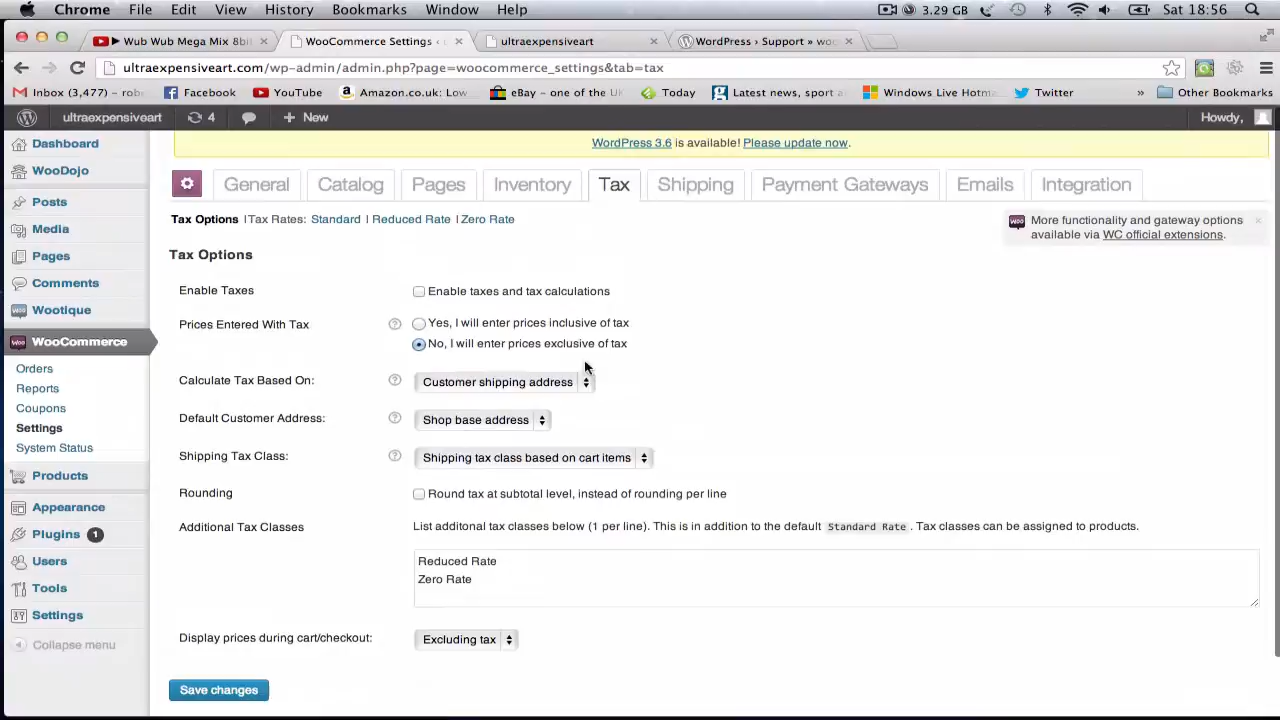 Chrome File Edit View History Bookmarks Window Help 3.29 GB Sat 18:56
▶ Wub Wub Mega Mix 8bit WooCommerce Settings ‹ ultraexpensiveart WordPress › Support » woo
ultraexpensiveart.com/wp-admin/admin.php?page=woocommerce_settings&tab=tax
Inbox (3,477) – robe Facebook YouTube Amazon.co.uk: Low eBay – one of the UK Today Latest news, sport a Windows Live Hotma Twitter » Other Bookmarks
ultraexpensiveart 4 New Howdy,
WordPress 3.6 is available! Please update now.
Dashboard
WooDojo
Posts
Media
Pages
Comments
Wootique
WooCommerce
Orders
Reports
Coupons
Settings
System Status
Products
Appearance
Plugins 1
Users
Tools
Settings
Collapse menu
General Catalog Pages Inventory Tax Shipping Payment Gateways Emails Integration
Tax Options | Tax Rates: Standard | Reduced Rate | Zero Rate
More functionality and gateway options
available via WC official extensions.
Tax Options
Enable Taxes Enable taxes and tax calculations
Prices Entered With Tax ? Yes, I will enter prices inclusive of tax
No, I will enter prices exclusive of tax
Calculate Tax Based On: ? Customer shipping address
Default Customer Address: ? Shop base address
Shipping Tax Class: ? Shipping tax class based on cart items
Rounding Round tax at subtotal level, instead of rounding per line
Additional Tax Classes List additonal tax classes below (1 per line). This is in addition to the default Standard Rate. Tax classes can be assigned to products.
Reduced Rate
Zero Rate
Display prices during cart/checkout: Excluding tax
Save changes